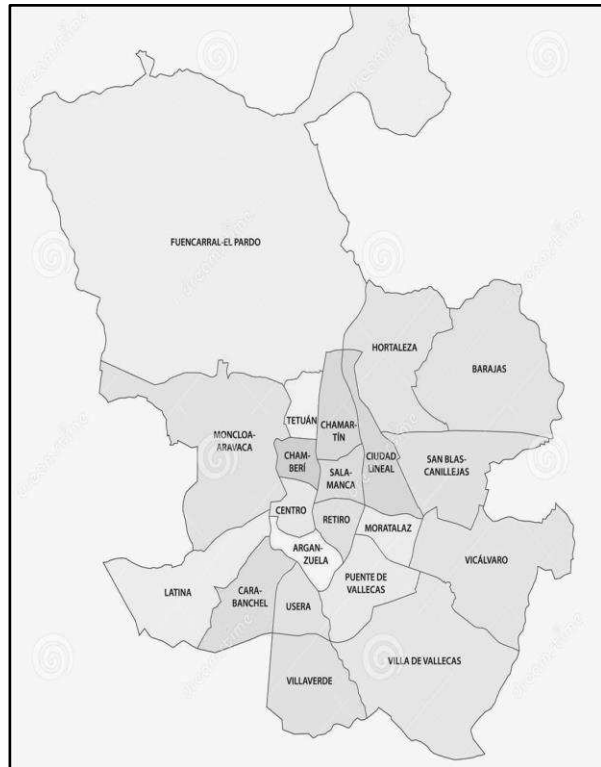 FUENCARRAL-EL PARDO
HORTALEZA
BARAJAS
TETUÁN
CHAMAR-
TÍN
MONCLOA-
ARAVACA
CHAM-
BERÍ
CIUDAD
LINEAL
SAN BLAS-
CANILLEJAS
SALA-
MANCA
CENTRO
RETIRO
MORATALAZ
ARGAN-
ZUELA
VICÁLVARO
PUENTE DE
VALLECAS
LATINA
CARA-
BANCHEL
USERA
VILLA DE VALLECAS
VILLAVERDE
dreamstime